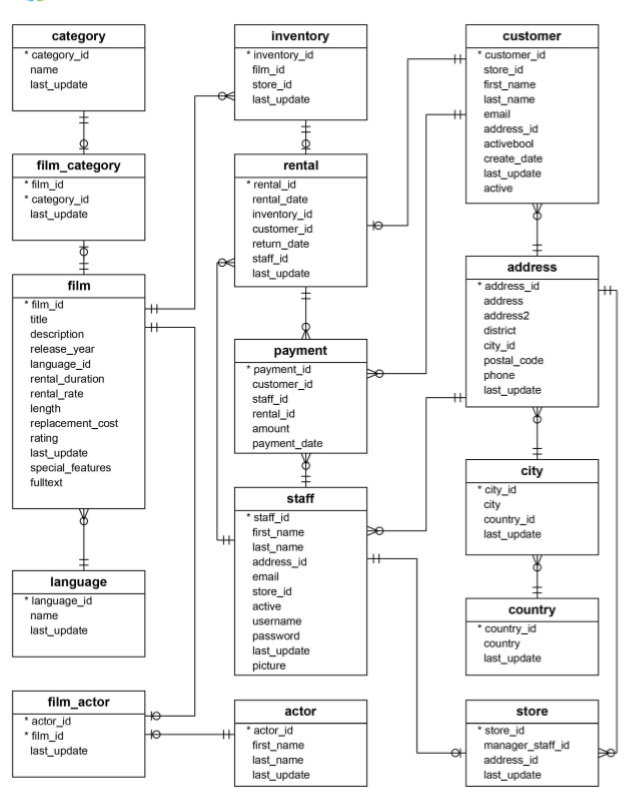 category
* category_id
name
last_update
film_category
* film_id
* category_id
last_update
film
* film_id
title
description
release_year
language_id
rental_duration
rental_rate
length
replacement_cost
rating
last_update
special_features
fulltext
language
* language_id
name
last_update
film_actor
* actor_id
* film_id
last_update
inventory
* inventory_id
film_id
store_id
last_update
rental
* rental_id
rental_date
inventory_id
customer_id
return_date
staff_id
last_update
payment
* payment_id
customer_id
staff_id
rental_id
amount
payment_date
staff
* staff_id
first_name
last_name
address_id
email
store_id
active
username
password
last_update
picture
actor
* actor_id
first_name
last_name
last_update
customer
* customer_id
store_id
first_name
last_name
email
address_id
activebool
create_date
last_update
active
address
* address_id
address
address2
district
city_id
postal_code
phone
last_update
city
* city_id
city
country_id
last_update
country
* country_id
country
last_update
store
* store_id
manager_staff_id
address_id
last_update